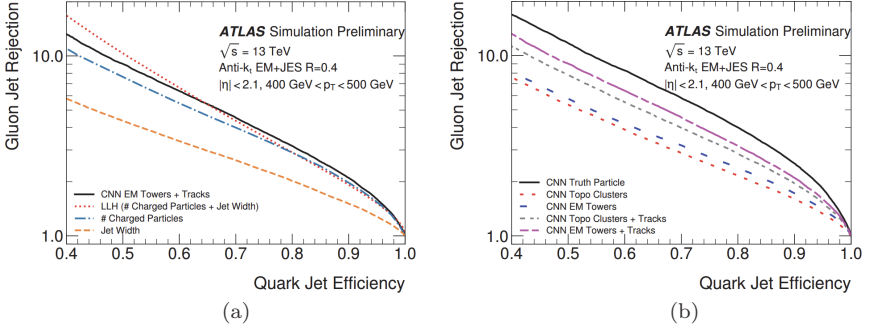 Gluon Jet Rejection
10.0
1.0
ATLAS Simulation Preliminary
√s = 13 TeV
Anti-kt EM+JES R=0.4
|η|<2.1, 400 GeV<pT<500 GeV
CNN EM Towers + Tracks
LLH (# Charged Particles + Jet Width)
# Charged Particles
Jet Width
0.4 0.5 0.6 0.7 0.8 0.9 1.0
Quark Jet Efficiency
(a)
Gluon Jet Rejection
10.0
1.0
ATLAS Simulation Preliminary
√s = 13 TeV
Anti-kt EM+JES R=0.4
|η|<2.1, 400 GeV<pT<500 GeV
CNN Truth Particle
CNN Topo Clusters
CNN EM Towers
CNN Topo Clusters + Tracks
CNN EM Towers + Tracks
0.4 0.5 0.6 0.7 0.8 0.9 1.0
Quark Jet Efficiency
(b)